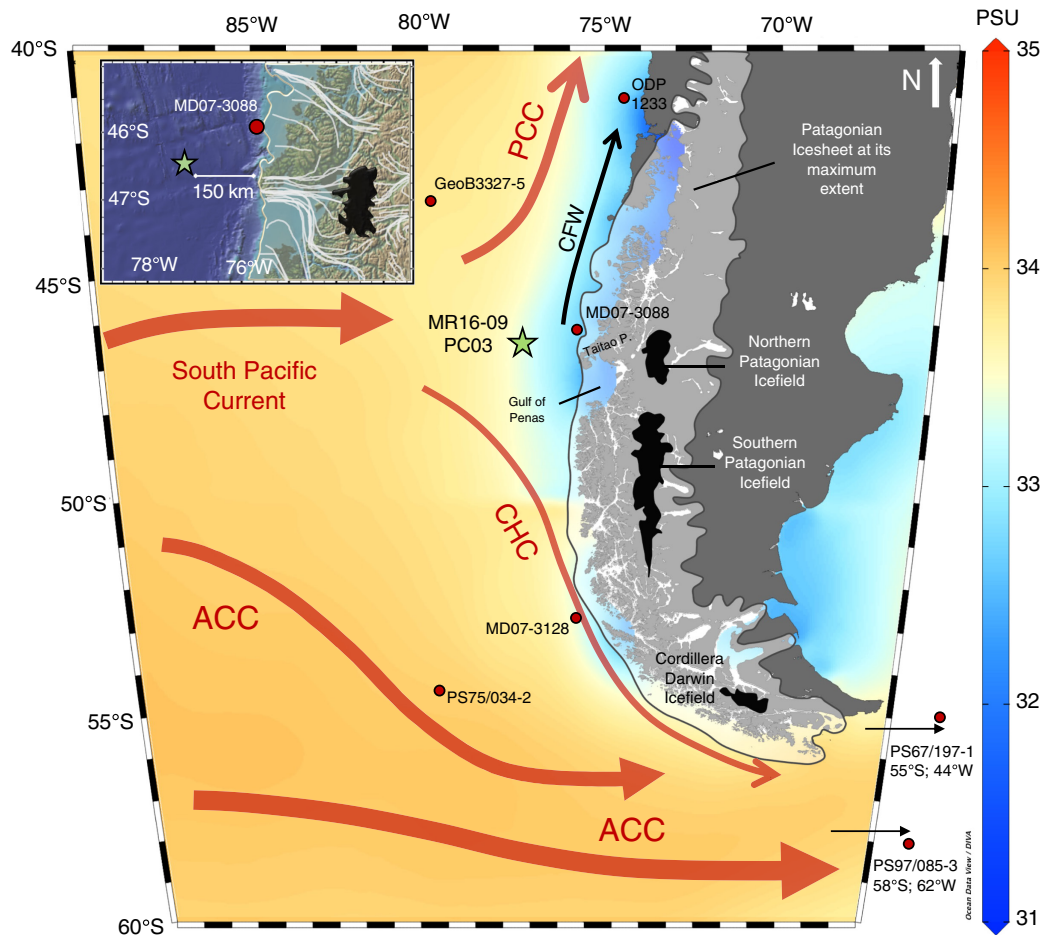 85°W
80°W
75°W
70°W
PSU
40°S
45°S
50°S
55°S
60°S
35
34
33
32
31
N
MD07-3088
46°S
47°S
150 km
78°W
76°W
PCC
ODP
1233
GeoB3327-5
CFW
Patagonian
Icesheet at its
maximum
extent
MR16-09
PC03
MD07-3088
Taitao P.
South Pacific
Current
Gulf of
Penas
Northern
Patagonian
Icefield
Southern
Patagonian
Icefield
CHC
ACC
MD07-3128
PS75/034-2
Cordillera
Darwin
Icefield
PS67/197-1
55°S; 44°W
ACC
PS97/085-3
58°S; 62°W
Ocean Data View / DIVA